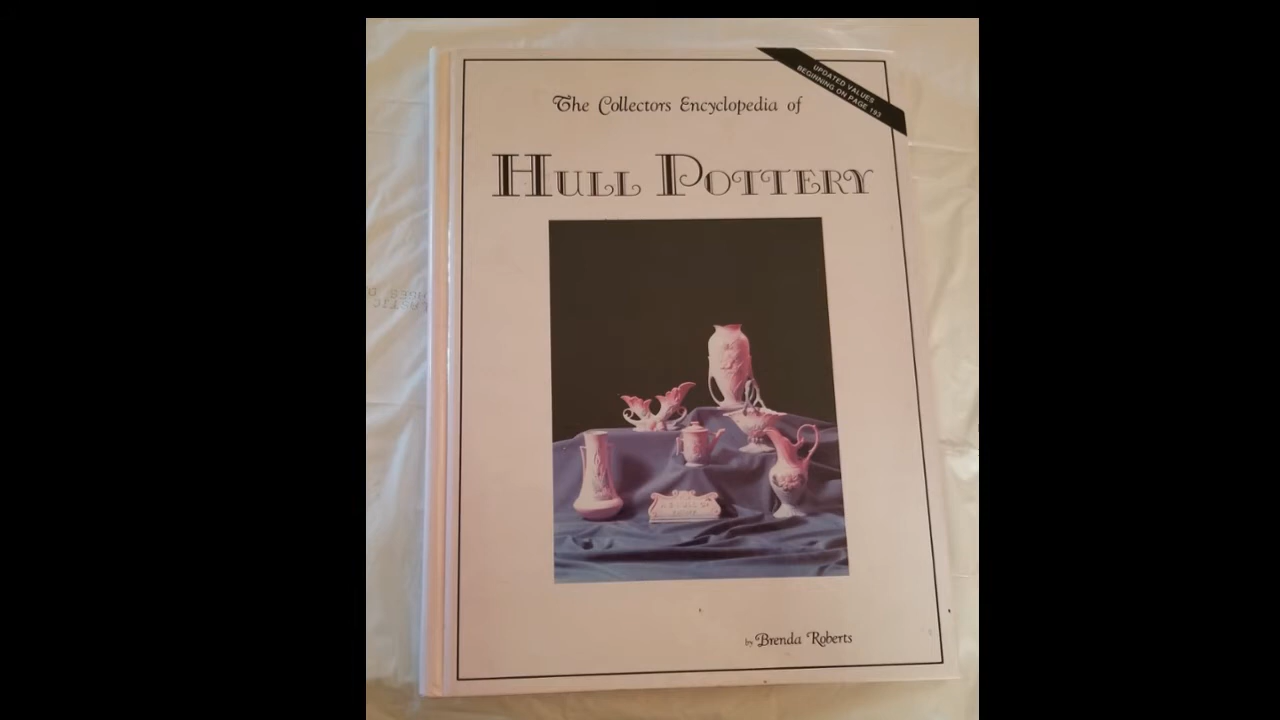 UPDATED VALUES
BEGINNING ON PAGE 193
The Collectors Encyclopedia of
HULL POTTERY
by Brenda Roberts